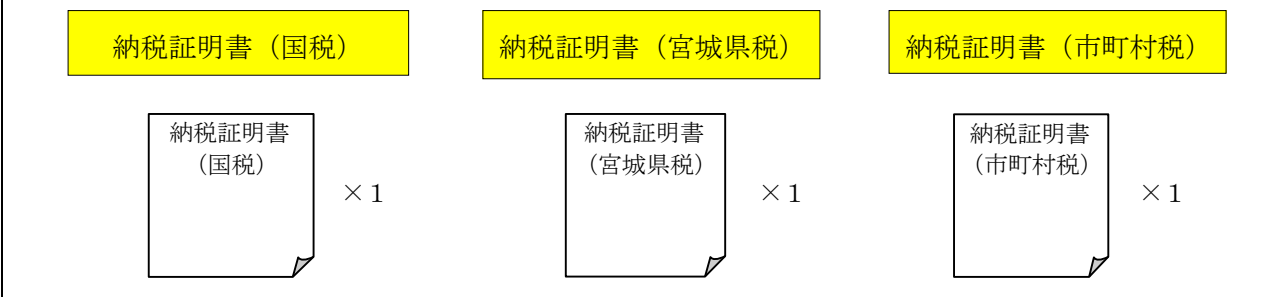 納税証明書（国税）
納税証明書（宮城県税）
納税証明書（市町村税）
納税証明書
（国税）
×１
納税証明書
（宮城県税）
×１
納税証明書
（市町村税）
×１